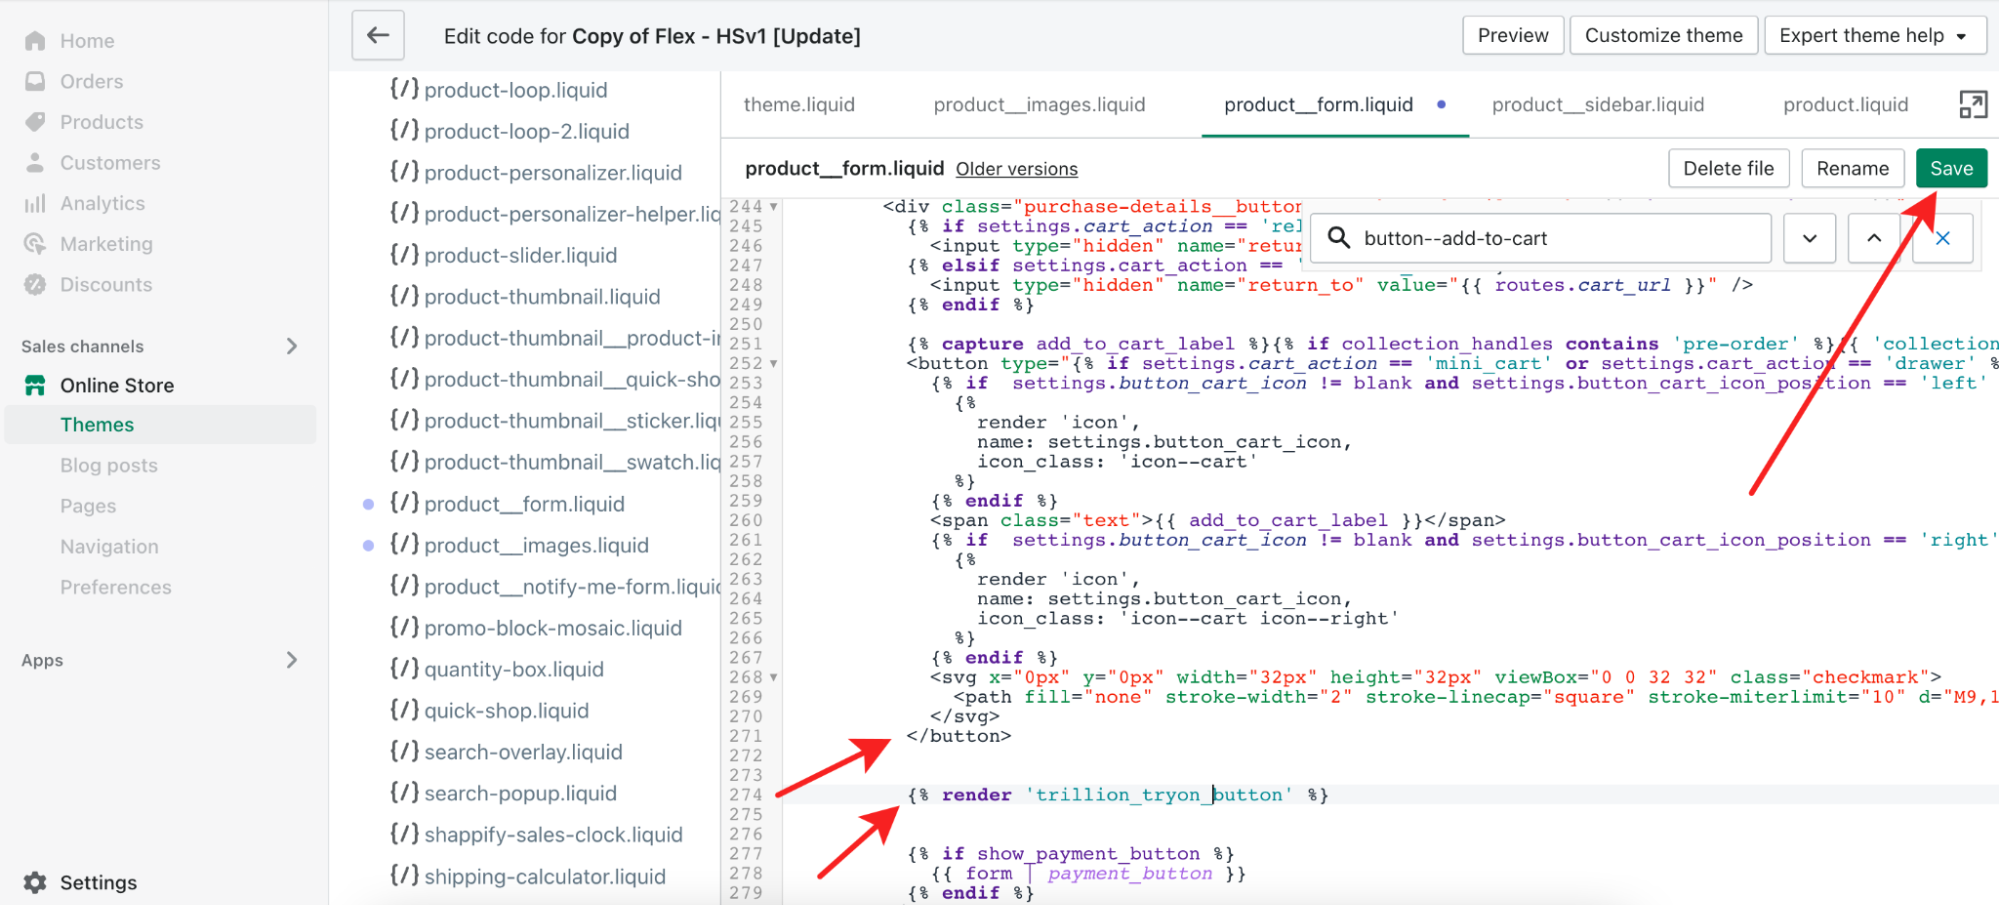 Home
Orders
Products
Customers
Analytics
Marketing
Discounts
Sales channels
Online Store
Themes
Blog posts
Pages
Navigation
Preferences
Apps
Settings
Edit code for Copy of Flex - HSv1 [Update]
Preview
Customize theme
Expert theme help
{/} product-loop.liquid
{/} product-loop-2.liquid
{/} product-personalizer.liquid
{/} product-personalizer-helper.liq
{/} product-slider.liquid
{/} product-thumbnail.liquid
{/} product-thumbnail__product-in
{/} product-thumbnail__quick-sho
{/} product-thumbnail__sticker.liqu
{/} product-thumbnail__swatch.liq
{/} product__form.liquid
{/} product__images.liquid
{/} product__notify-me-form.liquid
{/} promo-block-mosaic.liquid
{/} quantity-box.liquid
{/} quick-shop.liquid
{/} search-overlay.liquid
{/} search-popup.liquid
{/} shappify-sales-clock.liquid
{/} shipping-calculator.liquid
theme.liquid
product__images.liquid
product__form.liquid
product__sidebar.liquid
product.liquid
product__form.liquid Older versions
Delete file
Rename
Save
button--add-to-cart
244 <div class="purchase-details__button
245 {% if settings.cart_action == 'rel
246 <input type="hidden" name="retur
247 {% elsif settings.cart_action ==
248 <input type="hidden" name="return_to" value="{{ routes.cart_url }}" />
249 {% endif %}
250
251 {% capture add_to_cart_label %}{% if collection_handles contains 'pre-order' %}{{ 'collection
252 <button type="{% if settings.cart_action == 'mini_cart' or settings.cart_action == 'drawer' %
253 {% if settings.button_cart_icon != blank and settings.button_cart_icon_position == 'left'
254 {%
255 render 'icon',
256 name: settings.button_cart_icon,
257 icon_class: 'icon--cart'
258 %}
259 {% endif %}
260 <span class="text">{{ add_to_cart_label }}</span>
261 {% if settings.button_cart_icon != blank and settings.button_cart_icon_position == 'right'
262 {%
263 render 'icon',
264 name: settings.button_cart_icon,
265 icon_class: 'icon--cart icon--right'
266 %}
267 {% endif %}
268 <svg x="0px" y="0px" width="32px" height="32px" viewBox="0 0 32 32" class="checkmark">
269 <path fill="none" stroke-width="2" stroke-linecap="square" stroke-miterlimit="10" d="M9,1
270 </svg>
271 </button>
272
273
274 {% render 'trillion_tryon_button' %}
275
276
277 {% if show_payment_button %}
278 {{ form | payment_button }}
279 {% endif %}